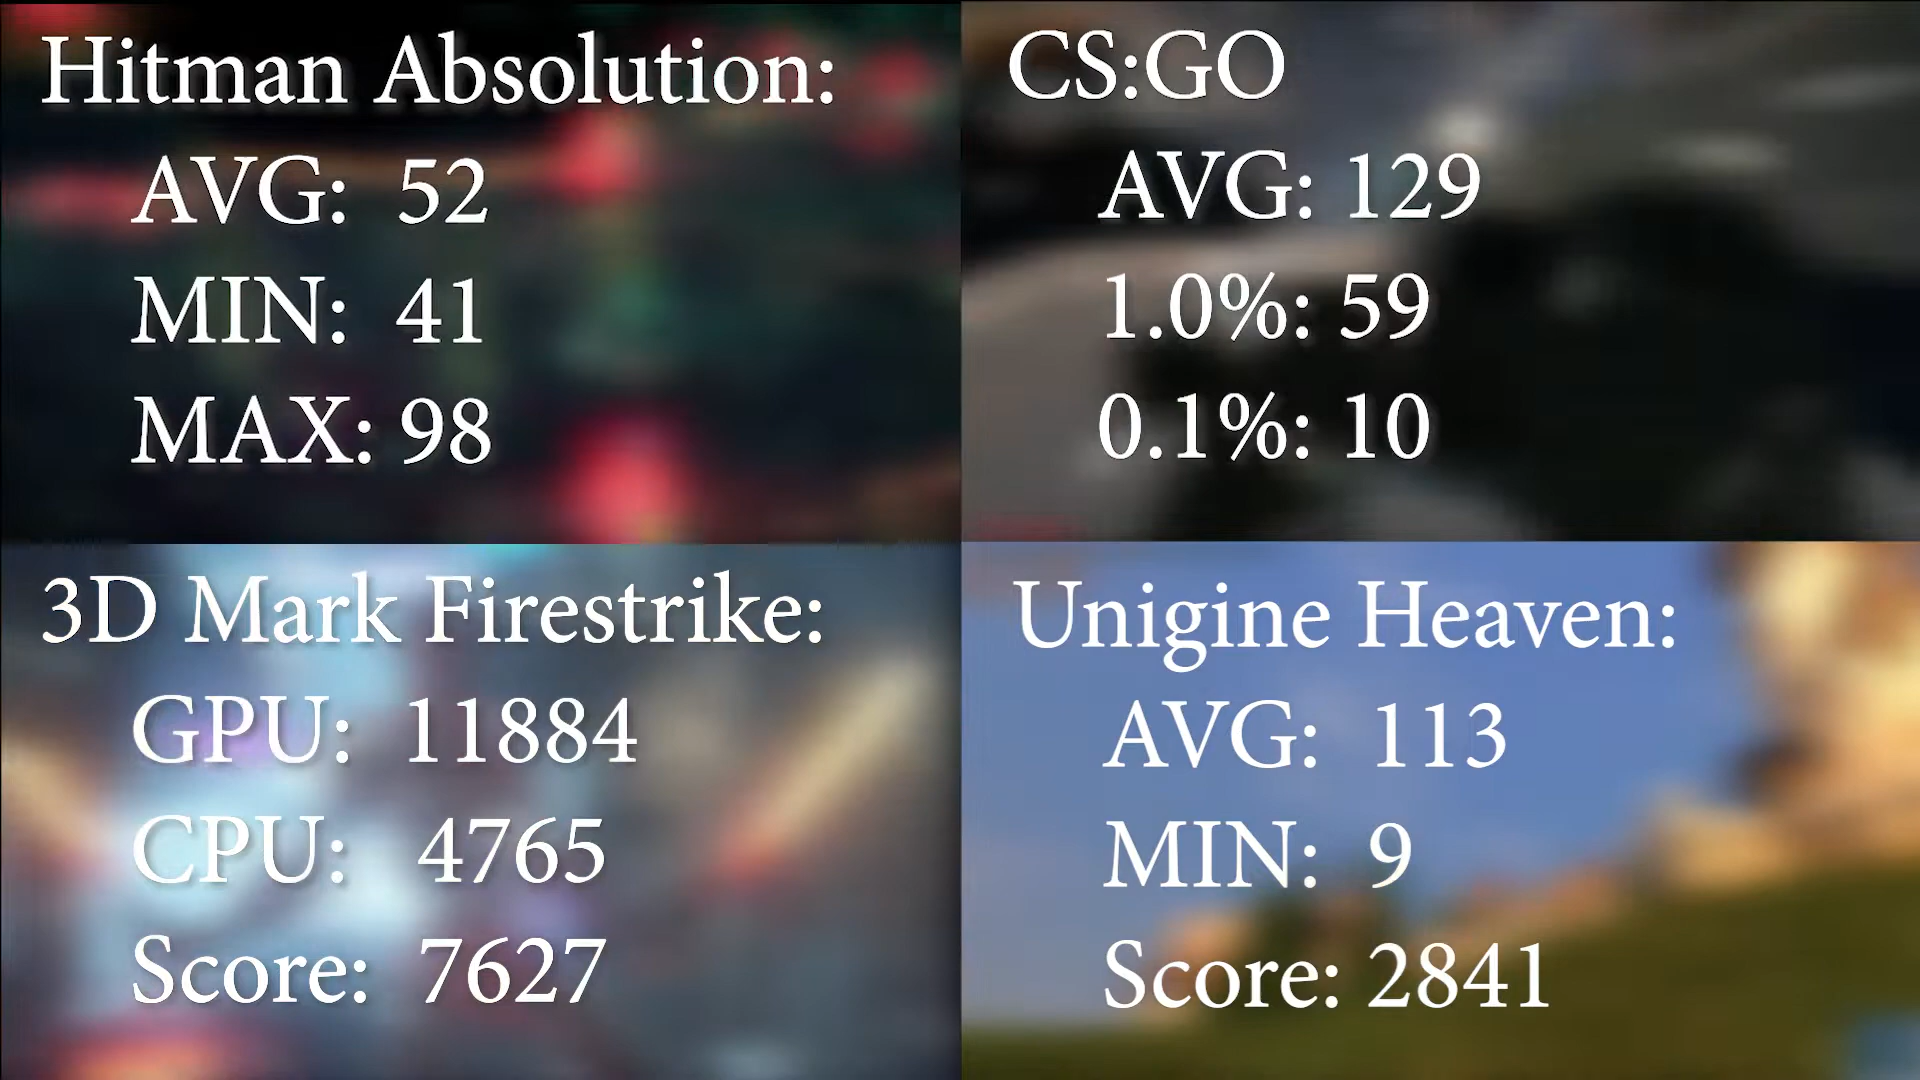 Hitman Absolution:
AVG: 52
MIN: 41
MAX: 98
CS:GO
AVG: 129
1.0%: 59
0.1%: 10
3D Mark Firestrike:
GPU: 11884
CPU: 4765
Score: 7627
Unigine Heaven:
AVG: 113
MIN: 9
Score: 2841